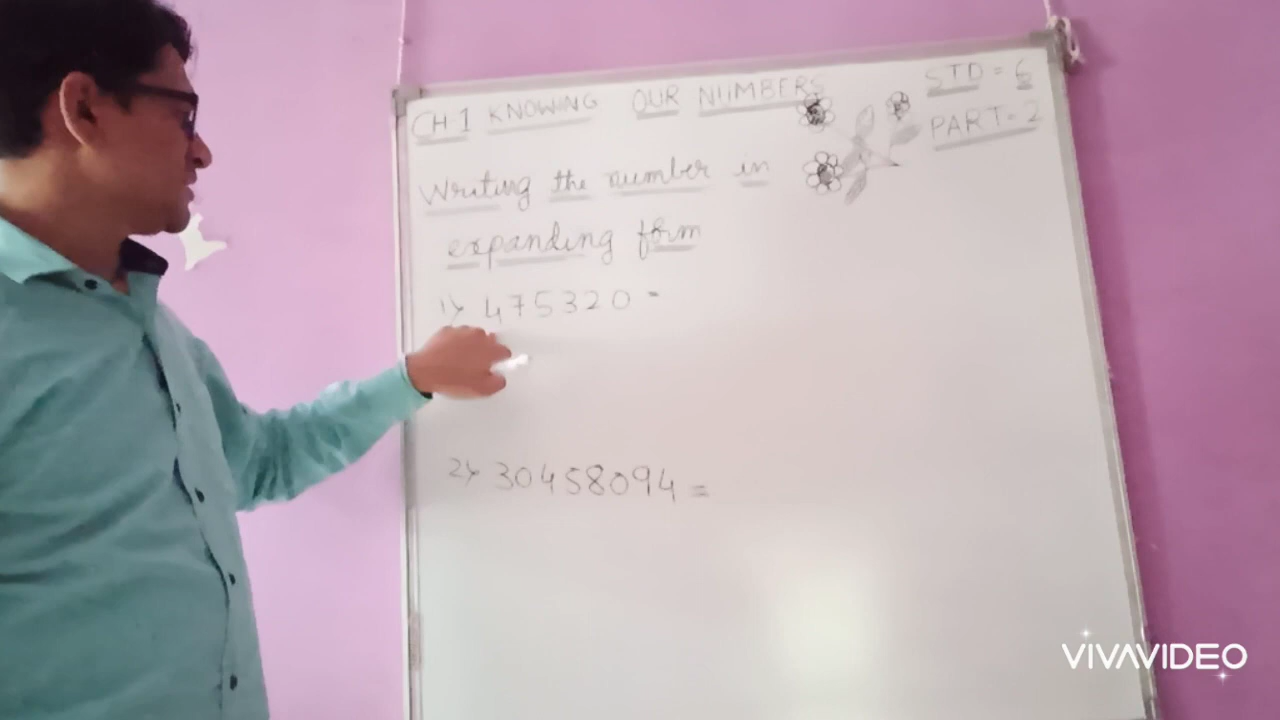 CH 1 KNOWING OUR NUMBERS
STD = 6
PART - 2
Writing the number in
expanding form
1) 475320 =
2) 30458094 =
VIVAVIDEO